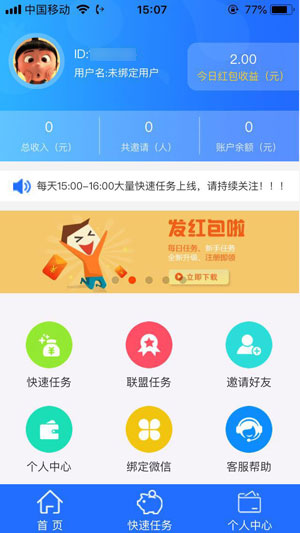 中国移动 15:07 77%
ID:
用户名:未绑定用户
2.00
今日红包收益（元）
0 0 0
总收入（元） 共邀请（人） 账户余额（元）
每天15:00-16:00大量快速任务上线，请持续关注！！！
发红包啦
每日任务、新手任务
全新升级、注册即领
立即下载
快速任务 联盟任务 邀请好友
个人中心 绑定微信 客服帮助
首 页 快速任务 个人中心